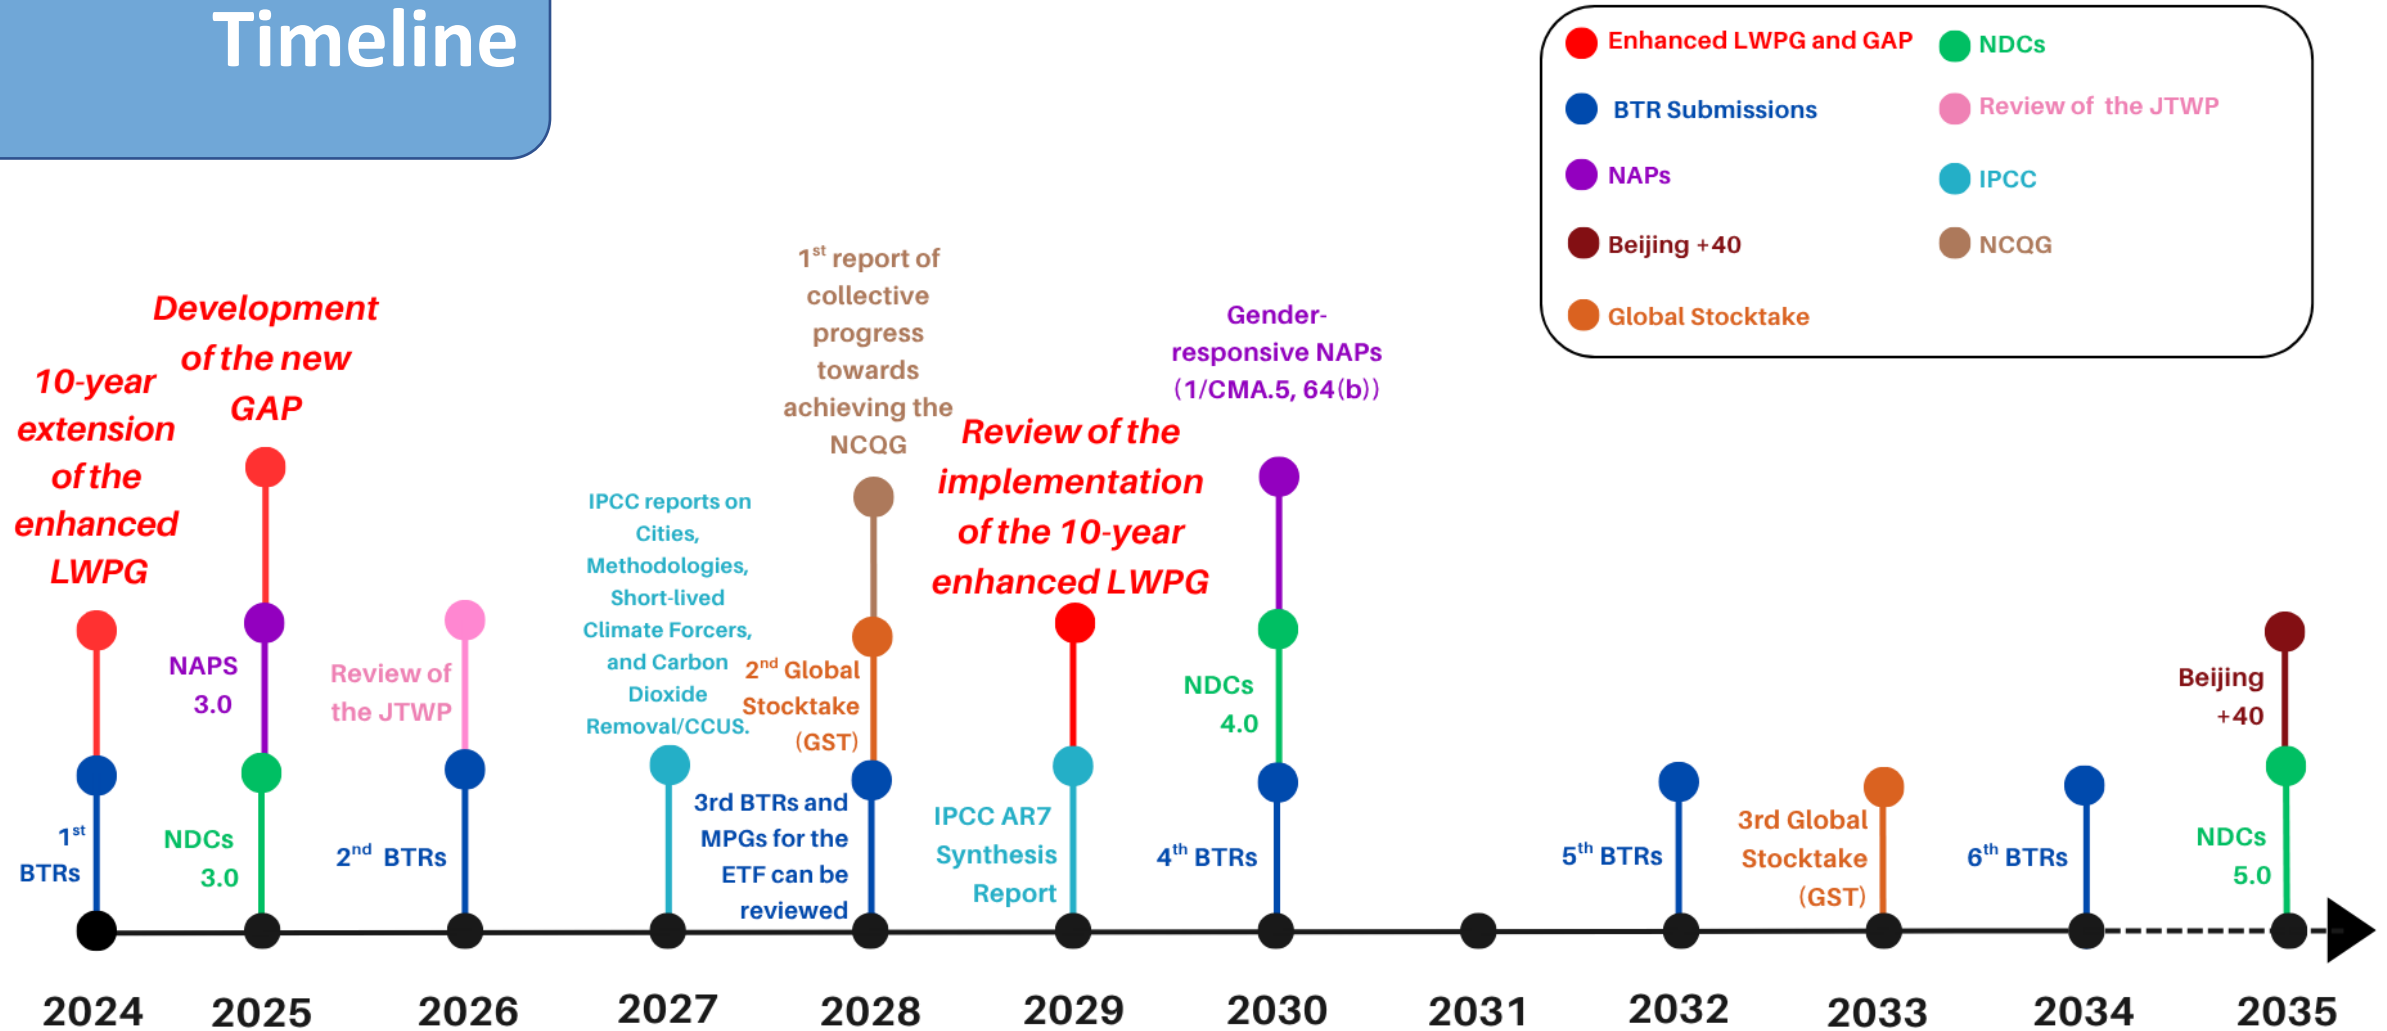 Timeline
Enhanced LWPG and GAP
BTR Submissions
NAPs
Beijing +40
Global Stocktake
NDCs
Review of the JTWP
IPCC
NCQG
10-year
extension
of the
enhanced
LWPG
1st
BTRs
Development
of the new
GAP
NAPS
3.0
NDCs
3.0
Review of
the JTWP
2nd BTRs
IPCC reports on
Cities,
Methodologies,
Short-lived
Climate Forcers,
and Carbon
Dioxide
Removal/CCUS.
1st report of
collective
progress
towards
achieving the
NCQG
2nd Global
Stocktake
(GST)
3rd BTRs and
MPGs for the
ETF can be
reviewed
Review of the
implementation
of the 10-year
enhanced LWPG
IPCC AR7
Synthesis
Report
Gender-
responsive NAPs
(1/CMA.5, 64(b))
NDCs
4.0
4th BTRs
5th BTRs
3rd Global
Stocktake
(GST)
6th BTRs
Beijing
+40
NDCs
5.0
2024 2025 2026 2027 2028 2029 2030 2031 2032 2033 2034 2035